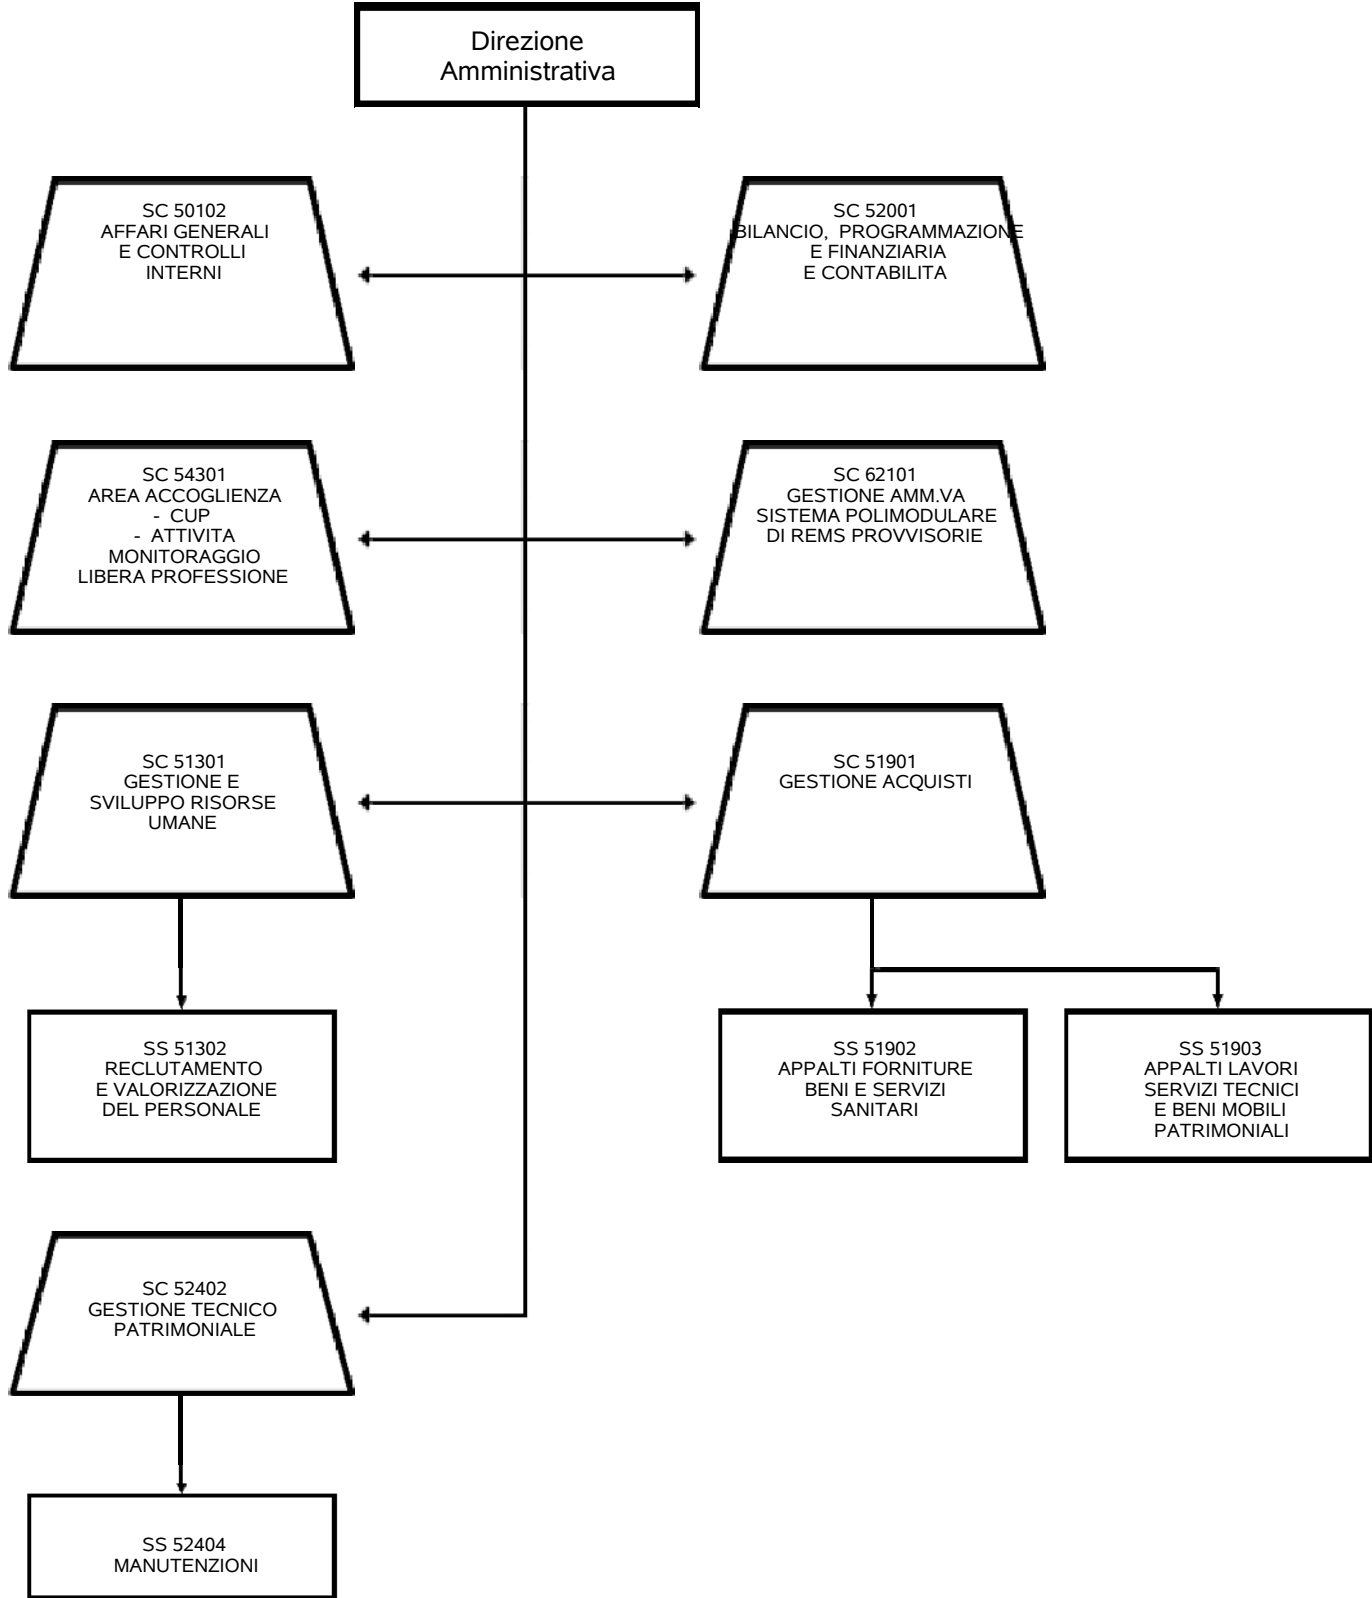 Direzione
Amministrativa
SC 50102
AFFARI GENERALI
E CONTROLLI
INTERNI
SC 52001
BILANCIO, PROGRAMMAZIONE
E FINANZIARIA
E CONTABILITA
SC 54301
AREA ACCOGLIENZA
- CUP
- ATTIVITA
MONITORAGGIO
LIBERA PROFESSIONE
SC 62101
GESTIONE AMM.VA
SISTEMA POLIMODULARE
DI REMS PROVVISORIE
SC 51301
GESTIONE E
SVILUPPO RISORSE
UMANE
SC 51901
GESTIONE ACQUISTI
SS 51302
RECLUTAMENTO
E VALORIZZAZIONE
DEL PERSONALE
SS 51902
APPALTI FORNITURE
BENI E SERVIZI
SANITARI
SS 51903
APPALTI LAVORI
SERVIZI TECNICI
E BENI MOBILI
PATRIMONIALI
SC 52402
GESTIONE TECNICO
PATRIMONIALE
SS 52404
MANUTENZIONI